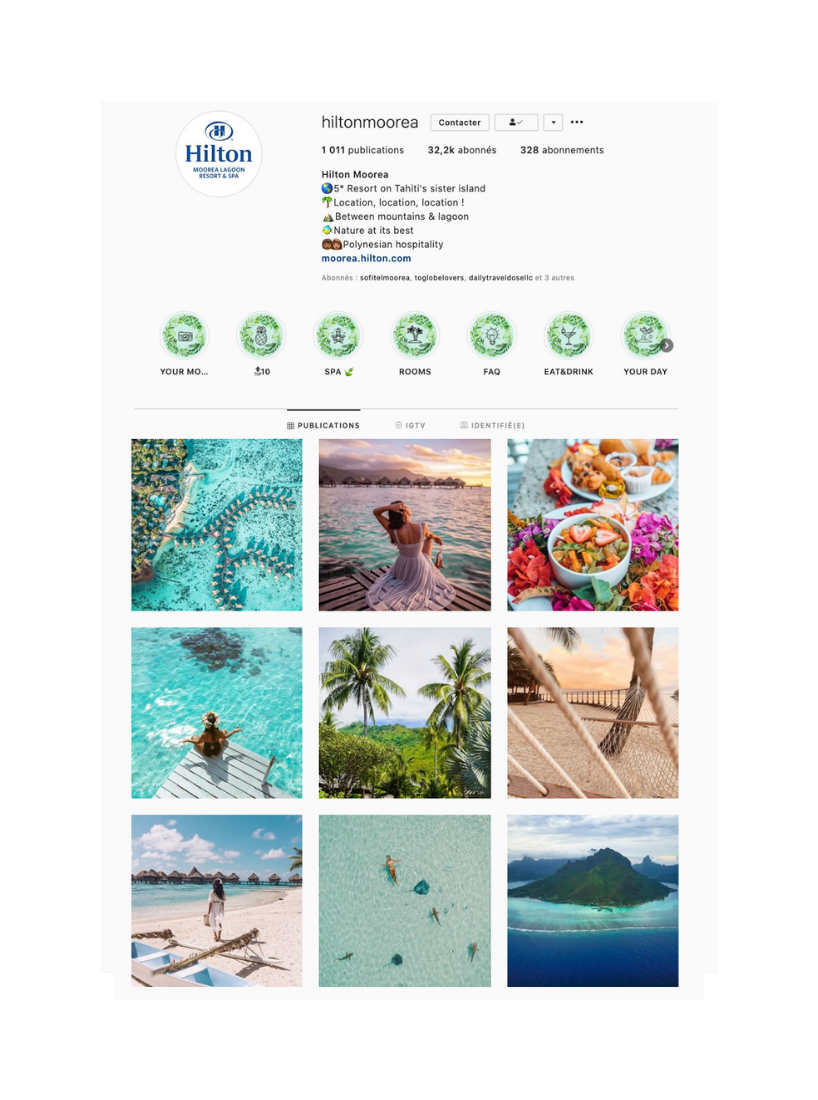 hiltonmoorea Contacter
H
Hilton
MOOREA LAGOON
RESORT & SPA
1 011 publications 32,2k abonnés 328 abonnements
Hilton Moorea
🌎5* Resort on Tahiti's sister island
🌴Location, location, location !
⛰️Between mountains & lagoon
🐠Nature at its best
👩🏽👩🏽Polynesian hospitality
moorea.hilton.com
Abonnés : sofitelmoorea, toglobelovers, dailytraveldosellc et 3 autres
YOUR MO... 🔝10 SPA 🌿 ROOMS FAQ EAT&DRINK YOUR DAY
PUBLICATIONS IGTV IDENTIFIÉ(E)